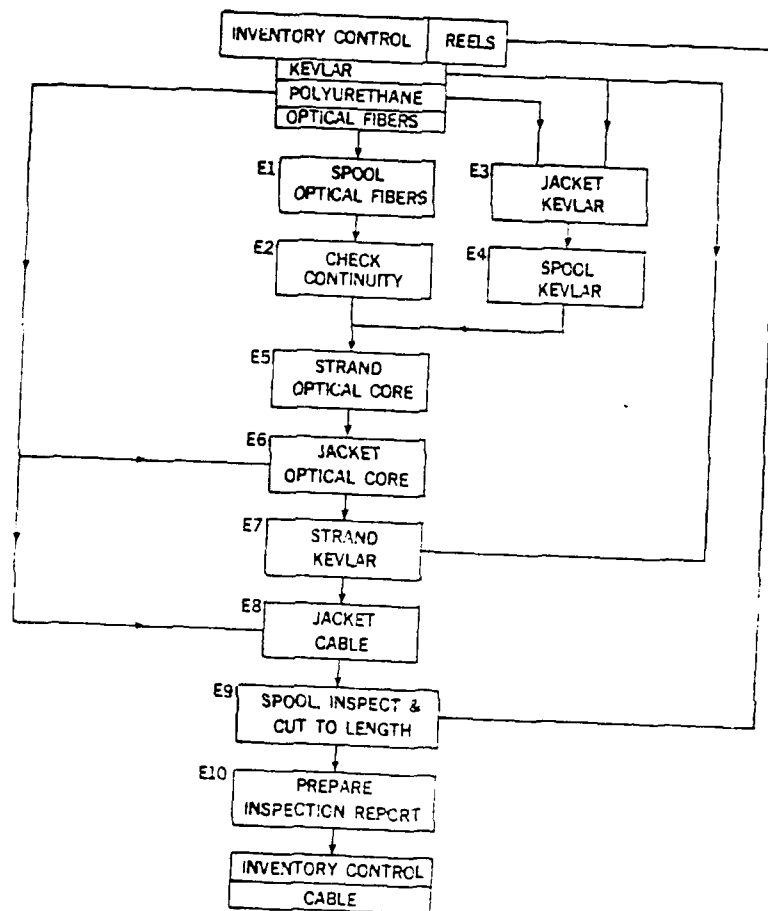 INVENTORY CONTROL REELS
KEVLAR
POLYURETHANE
OPTICAL FIBERS
E1
SPOOL
OPTICAL FIBERS
E3
JACKET
KEVLAR
E2
CHECK
CONTINUITY
E4
SPOOL
KEVLAR
E5
STRAND
OPTICAL CORE
E6
JACKET
OPTICAL CORE
E7
STRAND
KEVLAR
E8
JACKET
CABLE
E9
SPOOL, INSPECT &
CUT TO LENGTH
E10
PREPARE
INSPECTION REPORT
INVENTORY CONTROL
CABLE